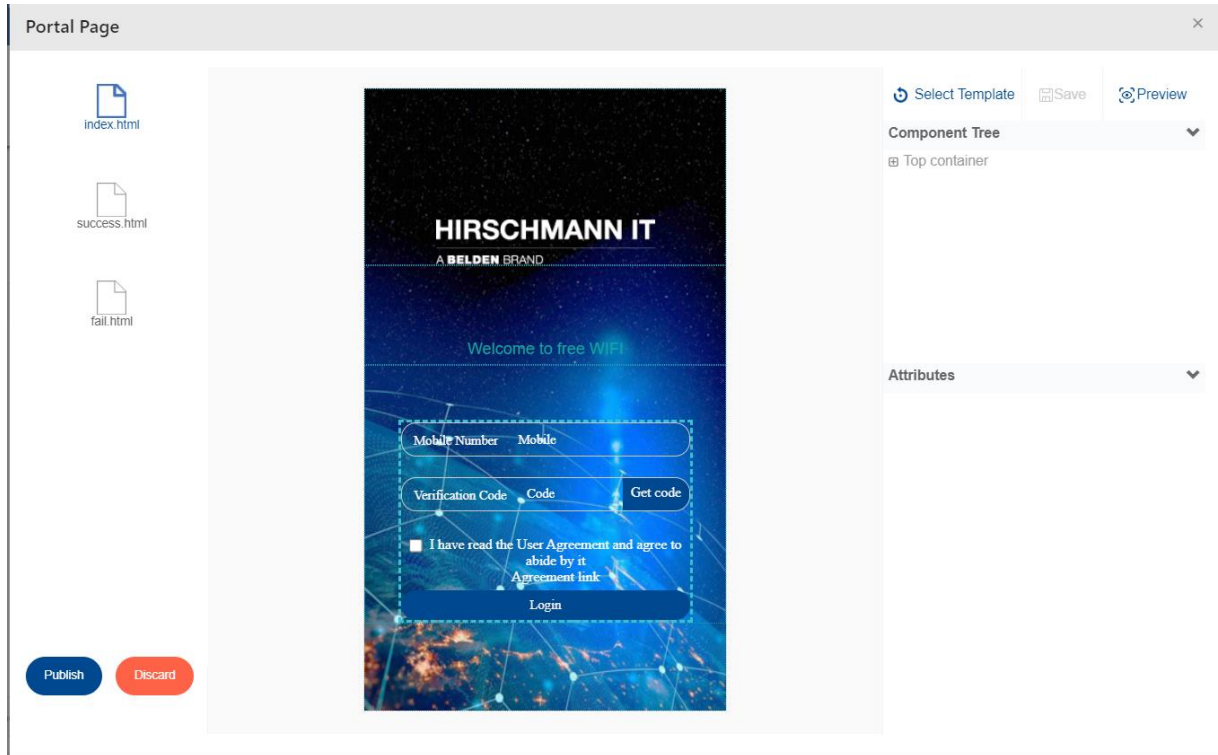 Portal Page
index.html
success.html
fail.html
Publish
Discard
HIRSCHMANN IT
A BELDEN BRAND
Welcome to free WIFI
Mobile Number Mobile
Verification Code Code Get code
I have read the User Agreement and agree to
abide by it
Agreement link
Login
Select Template Save Preview
Component Tree
Top container
Attributes